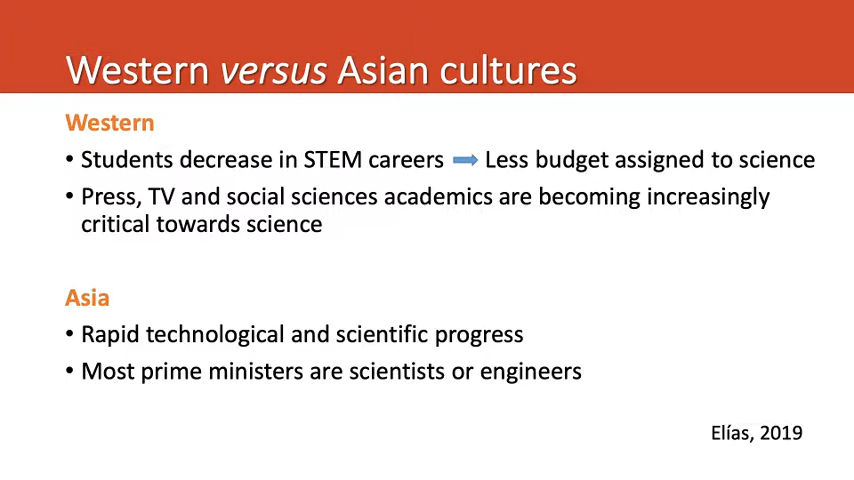 Western versus Asian cultures
Western
• Students decrease in STEM careers ➡ Less budget assigned to science
• Press, TV and social sciences academics are becoming increasingly
critical towards science
Asia
• Rapid technological and scientific progress
• Most prime ministers are scientists or engineers
Elías, 2019